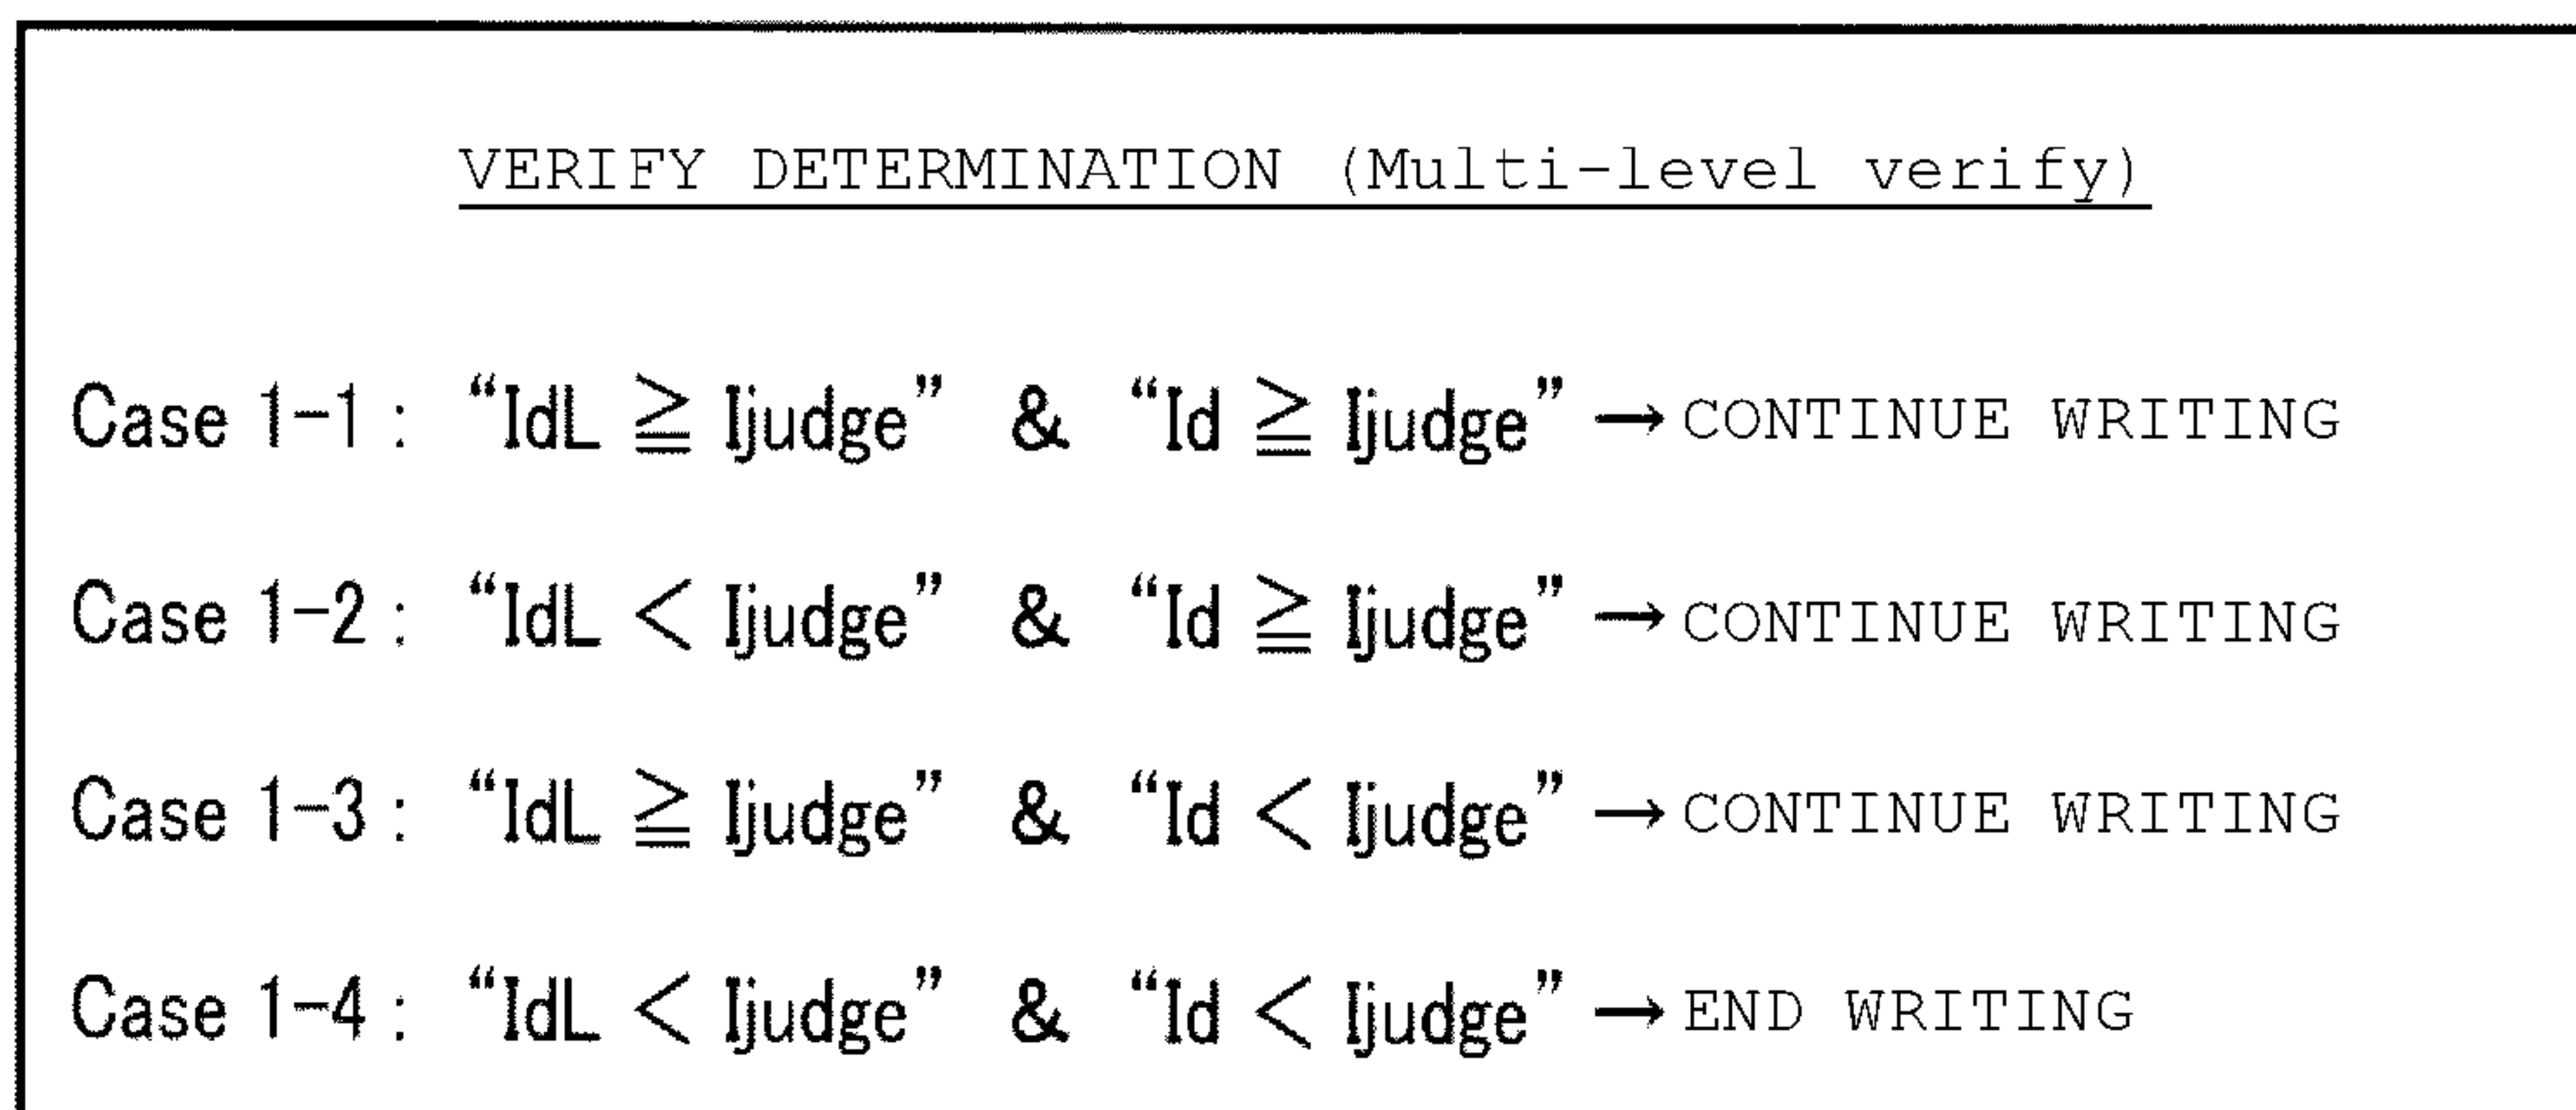 VERIFY DETERMINATION (Multi-level verify)
Case 1-1 : “IdL ≧ Ijudge” & “Id ≧ Ijudge” → CONTINUE WRITING
Case 1-2 : “IdL < Ijudge” & “Id ≧ Ijudge” → CONTINUE WRITING
Case 1-3 : “IdL ≧ Ijudge” & “Id < Ijudge” → CONTINUE WRITING
Case 1-4 : “IdL < Ijudge” & “Id < Ijudge” → END WRITING